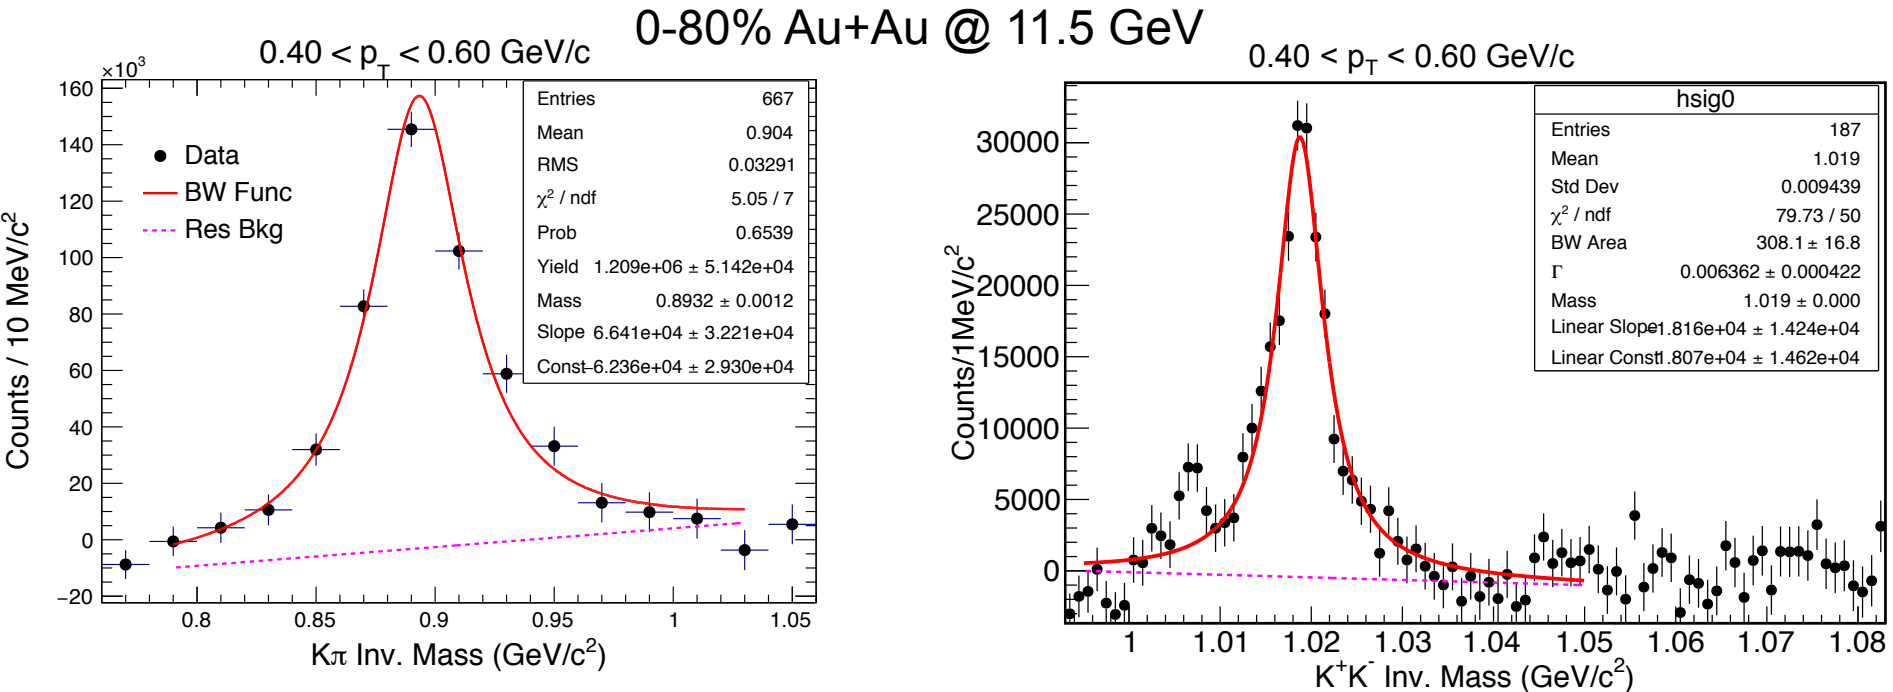 0-80% Au+Au @ 11.5 GeV
0.40 < p_T < 0.60 GeV/c
×10³
160
140
120
100
80
60
40
20
0
−20
Counts / 10 MeV/c²
Data
BW Func
Res Bkg
Entries 667
Mean 0.904
RMS 0.03291
χ² / ndf 5.05 / 7
Prob 0.6539
Yield 1.209e+06 ± 5.142e+04
Mass 0.8932 ± 0.0012
Slope 6.641e+04 ± 3.221e+04
Const −6.236e+04 ± 2.930e+04
0.8 0.85 0.9 0.95 1 1.05
Kπ Inv. Mass (GeV/c²)
0.40 < p_T < 0.60 GeV/c
30000
25000
20000
15000
10000
5000
0
Counts/1MeV/c²
hsig0
Entries 187
Mean 1.019
Std Dev 0.009439
χ² / ndf 79.73 / 50
BW Area 308.1 ± 16.8
Γ 0.006362 ± 0.000422
Mass 1.019 ± 0.000
Linear Slope −1.816e+04 ± 1.424e+04
Linear Const 1.807e+04 ± 1.462e+04
1 1.01 1.02 1.03 1.04 1.05 1.06 1.07 1.08
K⁺K⁻ Inv. Mass (GeV/c²)